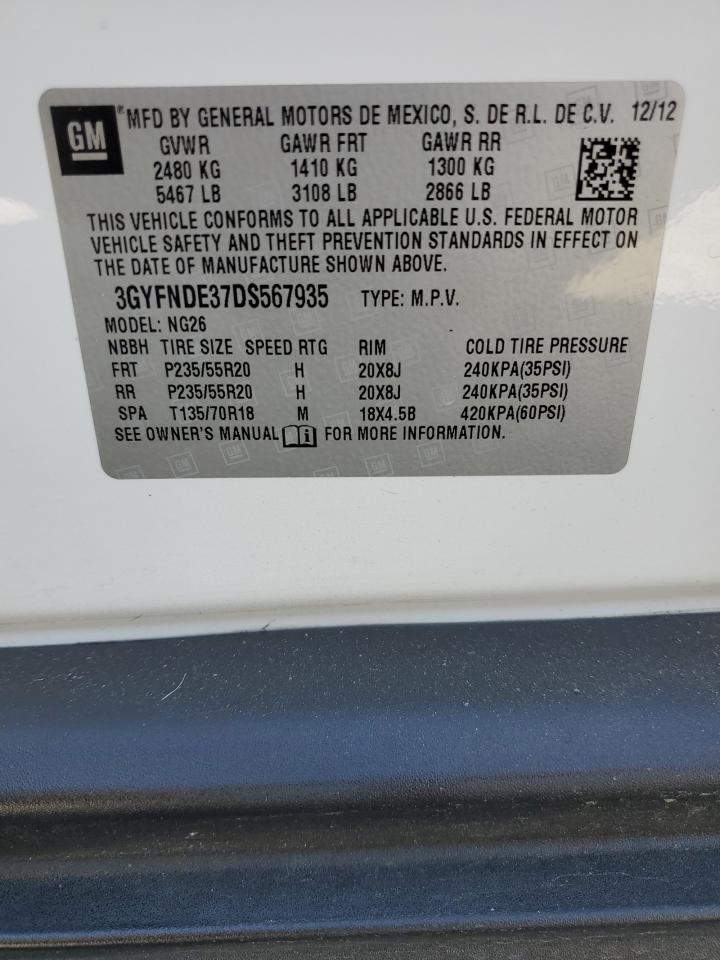 GM ® MFD BY GENERAL MOTORS DE MEXICO, S. DE R.L. DE C.V. 12/12
GVWR GAWR FRT GAWR RR
2480 KG 1410 KG 1300 KG
5467 LB 3108 LB 2866 LB
THIS VEHICLE CONFORMS TO ALL APPLICABLE U.S. FEDERAL MOTOR
VEHICLE SAFETY AND THEFT PREVENTION STANDARDS IN EFFECT ON
THE DATE OF MANUFACTURE SHOWN ABOVE.
3GYFNDE37DS567935 TYPE: M.P.V.
MODEL: NG26
NBBH TIRE SIZE SPEED RTG RIM COLD TIRE PRESSURE
FRT P235/55R20 H 20X8J 240KPA(35PSI)
RR P235/55R20 H 20X8J 240KPA(35PSI)
SPA T135/70R18 M 18X4.5B 420KPA(60PSI)
SEE OWNER'S MANUAL i FOR MORE INFORMATION.